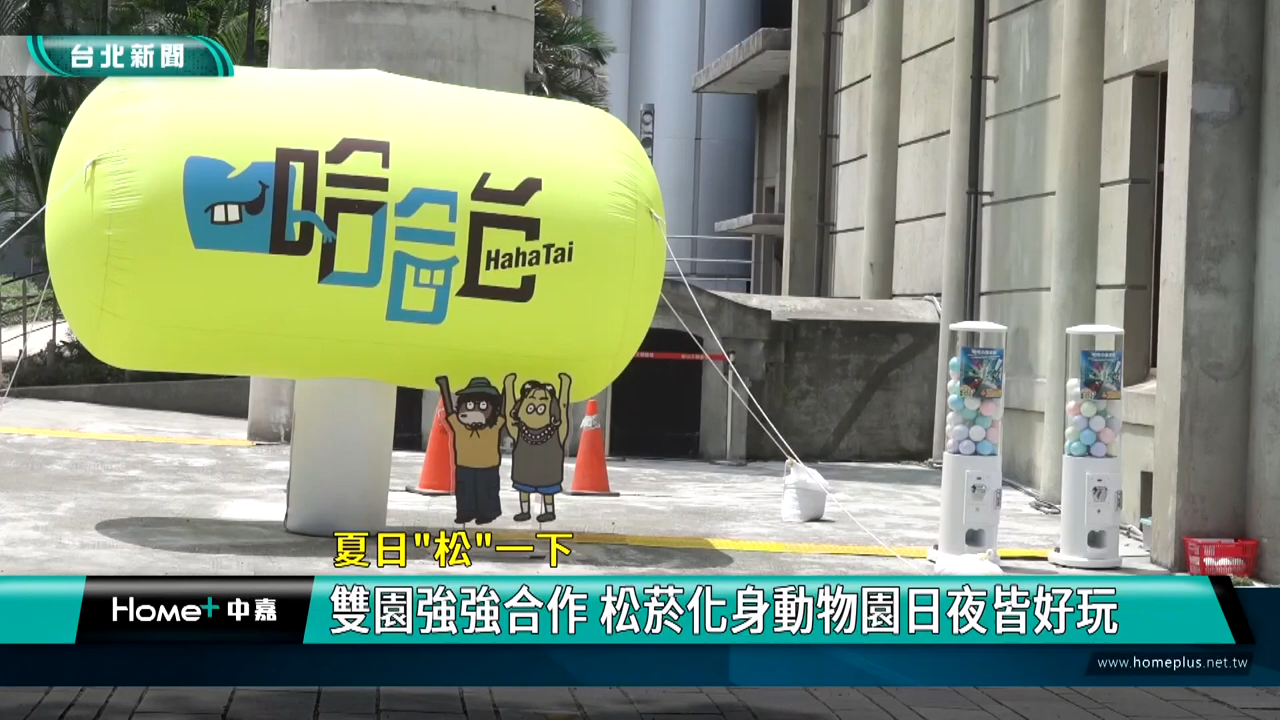 台北新聞
哈哈台
HahaTai
夏日"松"一下
Home+ 中嘉
雙園強強合作 松菸化身動物園日夜皆好玩
www.homeplus.net.tw